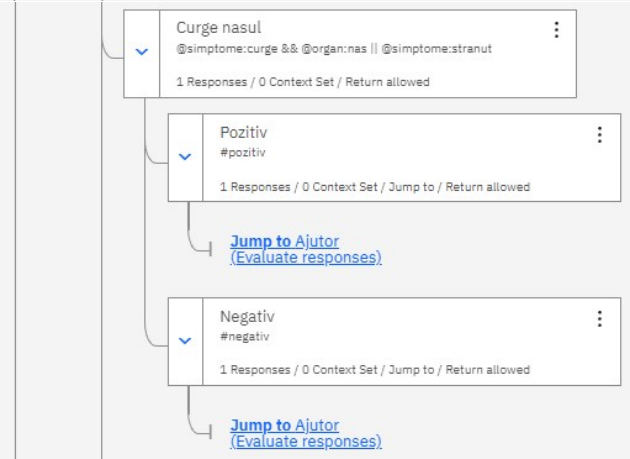 Curge nasul
@simptome:curge && @organ:nas || @simptome:stranut
1 Responses / 0 Context Set / Return allowed
Pozitiv
#pozitiv
1 Responses / 0 Context Set / Jump to / Return allowed
Jump to Ajutor
(Evaluate responses)
Negativ
#negativ
1 Responses / 0 Context Set / Jump to / Return allowed
Jump to Ajutor
(Evaluate responses)